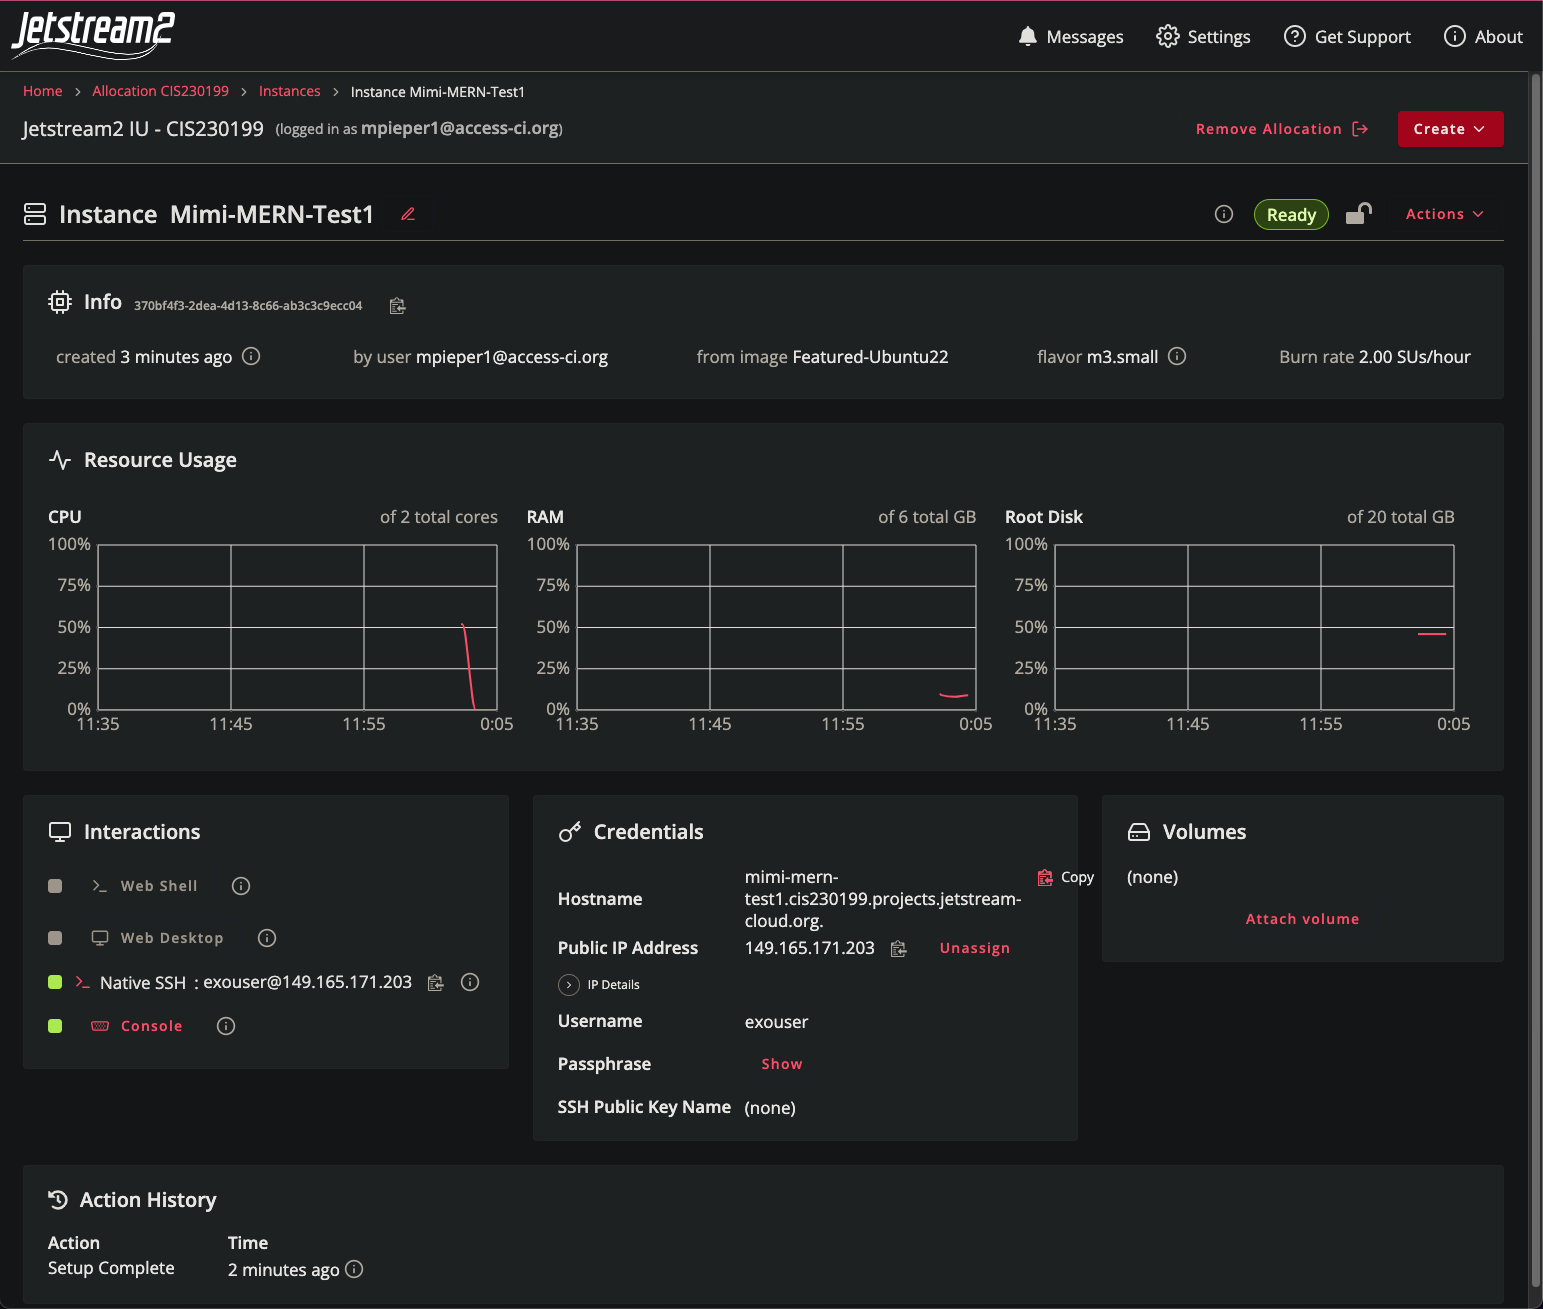 Jetstream2
Messages Settings Get Support About
Home > Allocation CIS230199 > Instances > Instance Mimi-MERN-Test1
Jetstream2 IU - CIS230199 (logged in as mpieper1@access-ci.org)
Remove Allocation Create
Instance Mimi-MERN-Test1
Ready Actions
Info 370bf4f3-2dea-4d13-8c66-ab3c3c9ecc04
created 3 minutes ago by user mpieper1@access-ci.org from image Featured-Ubuntu22 flavor m3.small Burn rate 2.00 SUs/hour
Resource Usage
CPU of 2 total cores
100%
75%
50%
25%
0%
11:35 11:45 11:55 0:05
RAM of 6 total GB
100%
75%
50%
25%
0%
11:35 11:45 11:55 0:05
Root Disk of 20 total GB
100%
75%
50%
25%
0%
11:35 11:45 11:55 0:05
Interactions
Web Shell
Web Desktop
Native SSH : exouser@149.165.171.203
Console
Credentials
Hostname mimi-mern-
test1.cis230199.projects.jetstream-
cloud.org.
Copy
Public IP Address 149.165.171.203 Unassign
IP Details
Username exouser
Passphrase Show
SSH Public Key Name (none)
Volumes
(none)
Attach volume
Action History
Action Time
Setup Complete 2 minutes ago